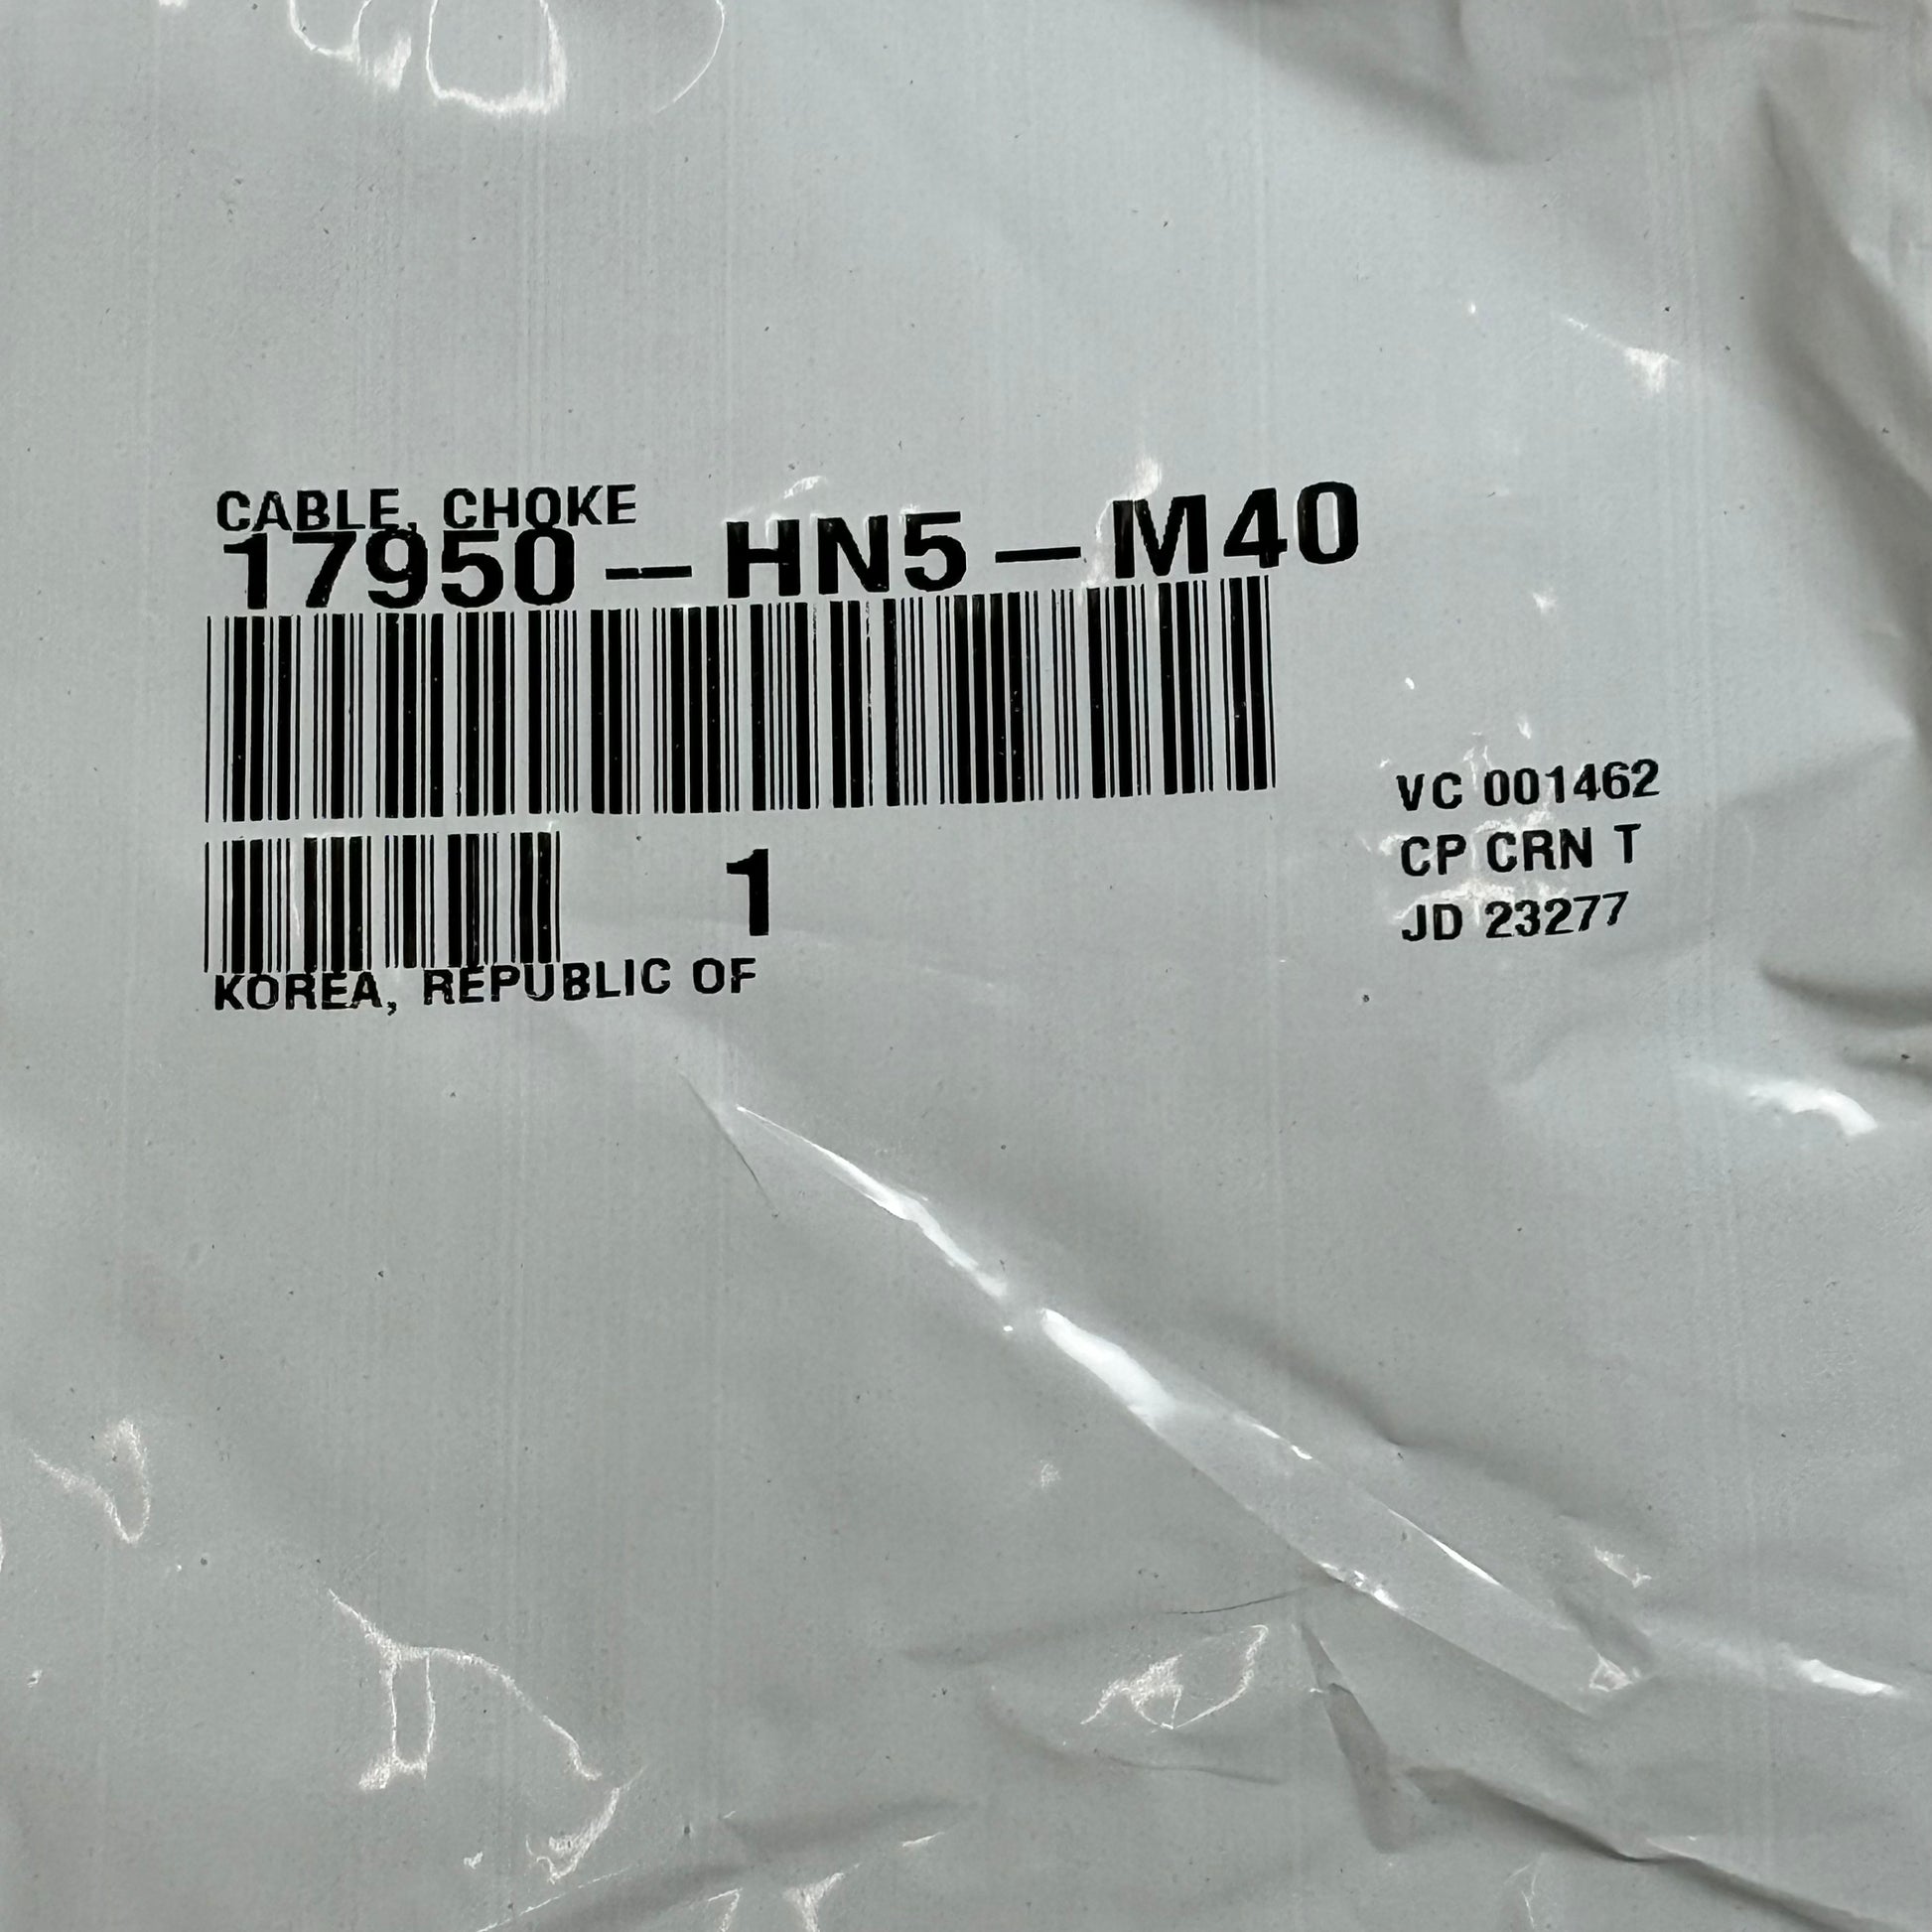 CABLE, CHOKE
17950-HN5-M40
1
KOREA, REPUBLIC OF
VC 001462
CP CRN T
JD 23277